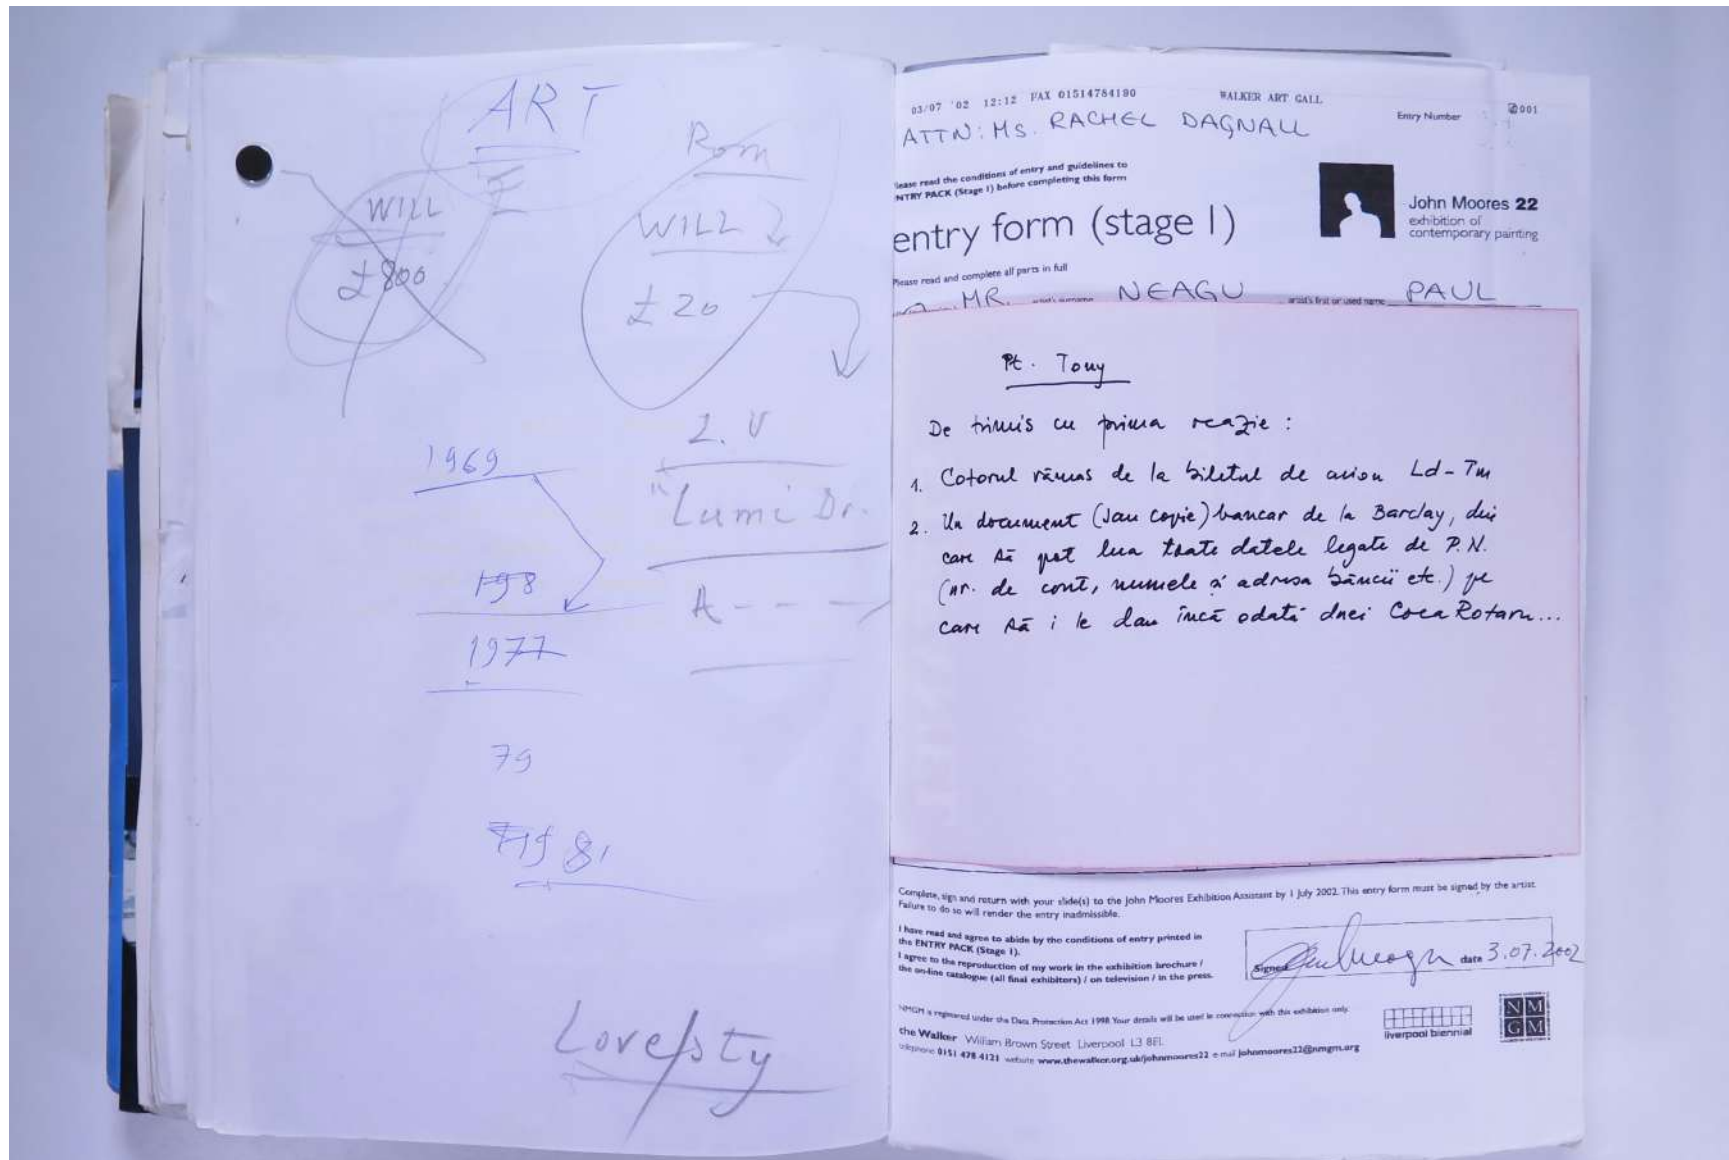 ART
WILL
£800
Rom
WILL
£20
1969
198
1977
79
1981
2. V
Lumi Dr.
A - - -
Lovesty
03/07 '02 12:12 FAX 01514784190 WALKER ART GALL 001
ATTN: MS. RACHEL DAGNALL
Entry Number
Please read the conditions of entry and guidelines to
ENTRY PACK (Stage 1) before completing this form
entry form (stage 1)
John Moores 22
exhibition of
contemporary painting
Please read and complete all parts in full
MR. artist's surname NEAGU artist's first or used name PAUL
Pt. Tony
De trimis cu prima ocazie :
1. Cotorul rămas de la biletul de avion Ld - Tm
2. Un document (sau copie) bancar de la Barclay, din
care să pot lua toate datele legate de P.N.
(nr. de cont, numele și adresa băncii etc.) pe
care să i le dau încă odată dnei Coca Rotaru...
Complete, sign and return with your slide(s) to the John Moores Exhibition Assistant by 1 July 2002. This entry form must be signed by the artist.
Failure to do so will render the entry inadmissible.
I have read and agree to abide by the conditions of entry printed in
the ENTRY PACK (Stage 1).
I agree to the reproduction of my work in the exhibition brochure /
the on-line catalogue (all final exhibitors) / on television / in the press.
Signed date 3.07.2002
NMGM is registered under the Data Protection Act 1998 Your details will be used in connection with this exhibition only.
the Walker William Brown Street Liverpool L3 8EL
telephone 0151 478 4121 website www.thewalker.org.uk/johnmoores22 e-mail johnmoores22@nmgm.org
liverpool biennial
NM
GM